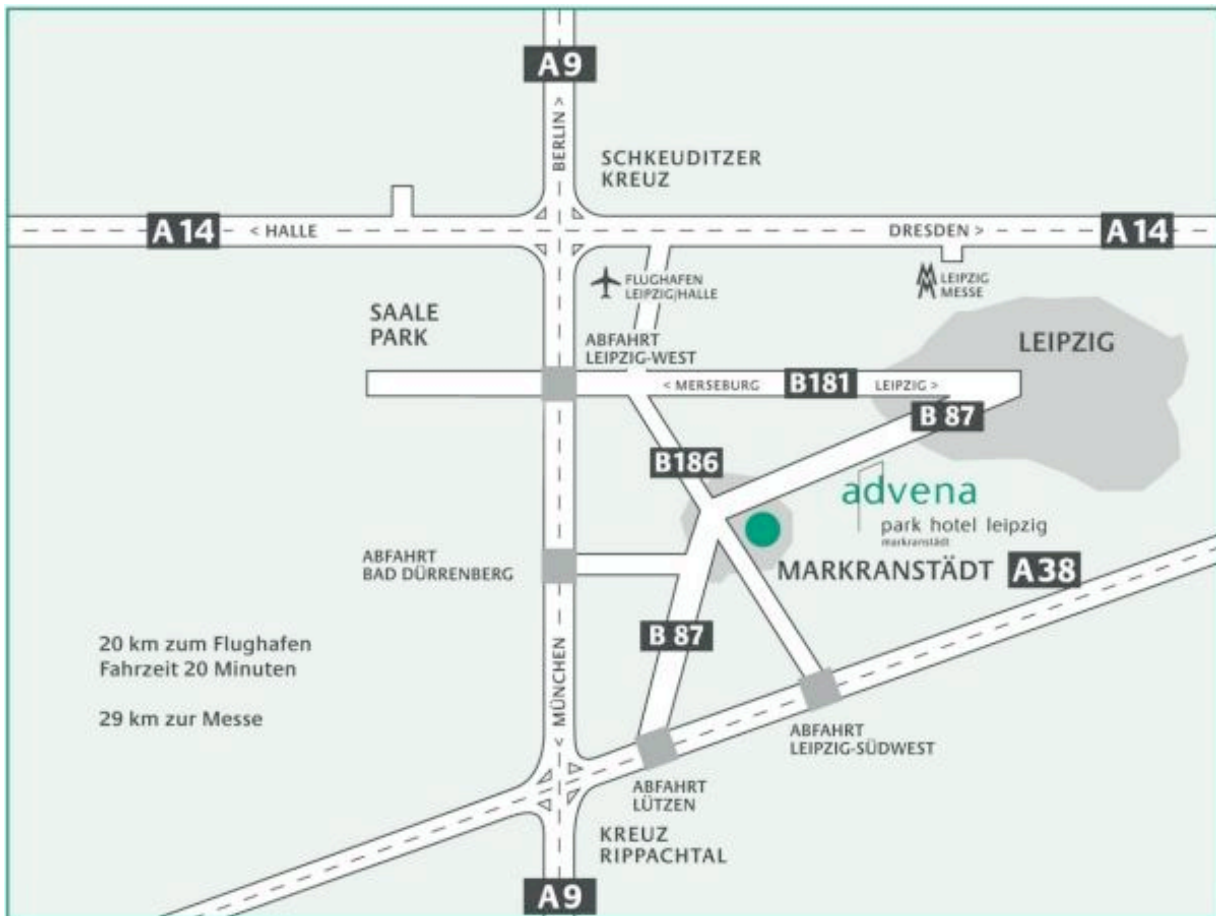 A9
BERLIN >
SCHKEUDITZER
KREUZ
A14
< HALLE
DRESDEN >
A14
FLUGHAFEN
LEIPZIG/HALLE
LEIPZIG
MESSE
SAALE
PARK
ABFAHRT
LEIPZIG-WEST
LEIPZIG
< MERSEBURG
B181
LEIPZIG >
B 87
B186
advena
park hotel leipzig
markranstädt
ABFAHRT
BAD DÜRRENBERG
MARKRANSTÄDT
A38
20 km zum Flughafen
Fahrzeit 20 Minuten
29 km zur Messe
B 87
< MÜNCHEN
ABFAHRT
LEIPZIG-SÜDWEST
ABFAHRT
LÜTZEN
KREUZ
RIPPACHTAL
A9